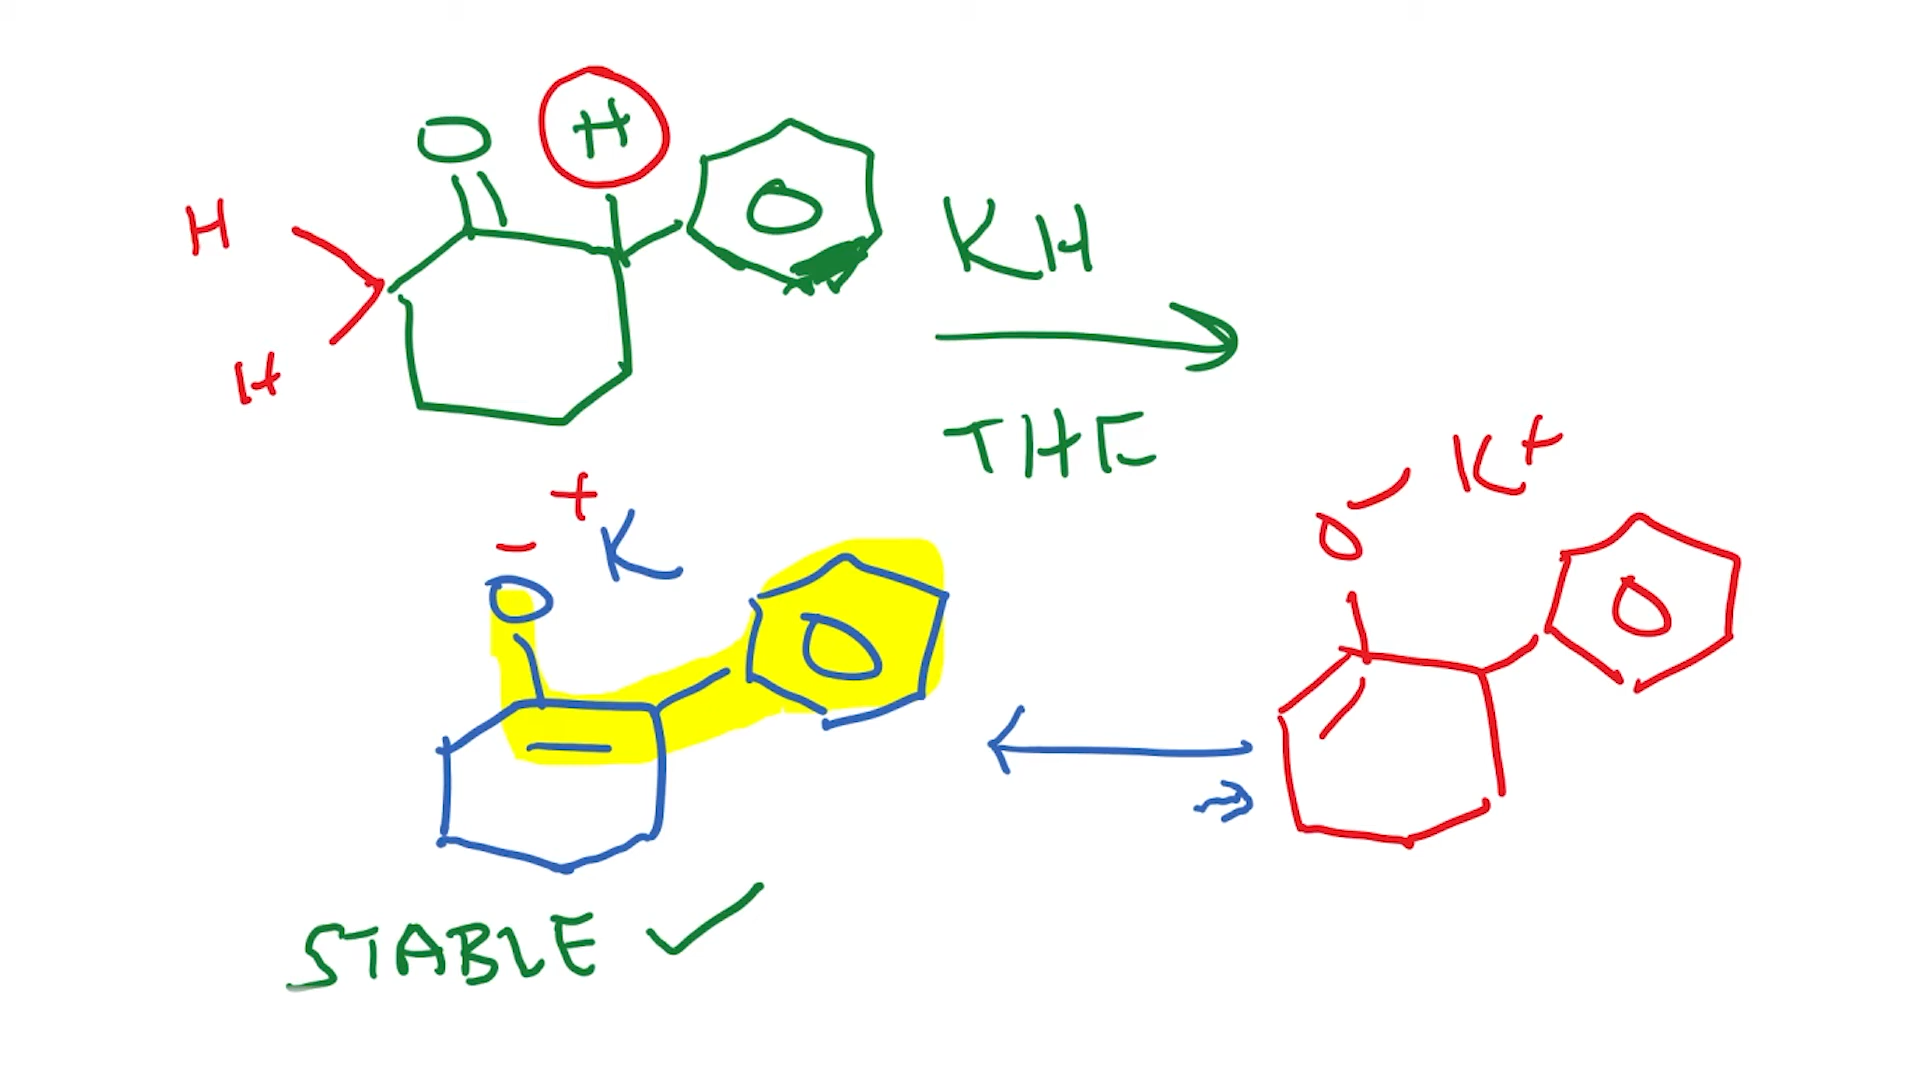 O H
H
H
KH
THF
O- K+
O- +K
STABLE ✓